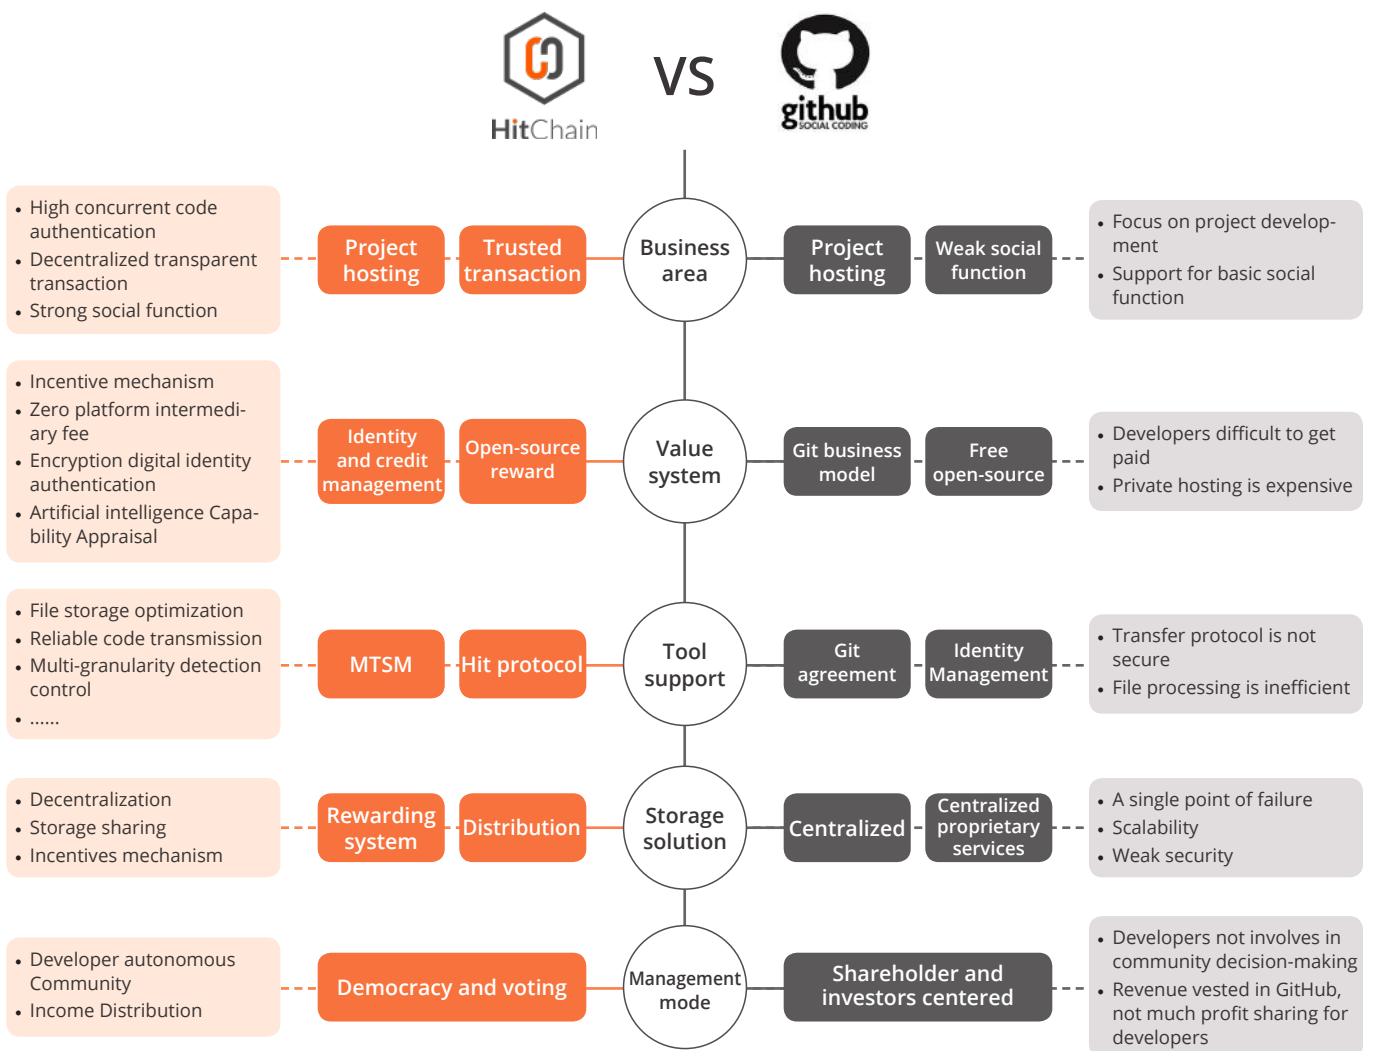 HitChain
VS
github
SOCIAL CODING
• High concurrent code
authentication
• Decentralized transparent
transaction
• Strong social function
Project
hosting
Trusted
transaction
Business
area
Project
hosting
Weak social
function
• Focus on project develop-
ment
• Support for basic social
function
• Incentive mechanism
• Zero platform intermedi-
ary fee
• Encryption digital identity
authentication
• Artificial intelligence Capa-
bility Appraisal
Identity
and credit
management
Open-source
reward
Value
system
Git business
model
Free
open-source
• Developers difficult to get
paid
• Private hosting is expensive
• File storage optimization
• Reliable code transmission
• Multi-granularity detection
control
• ......
MTSM
Hit protocol
Tool
support
Git
agreement
Identity
Management
• Transfer protocol is not
secure
• File processing is inefficient
• Decentralization
• Storage sharing
• Incentives mechanism
Rewarding
system
Distribution
Storage
solution
Centralized
Centralized
proprietary
services
• A single point of failure
• Scalability
• Weak security
• Developer autonomous
Community
• Income Distribution
Democracy and voting
Management
mode
Shareholder and
investors centered
• Developers not involves in
community decision-making
• Revenue vested in GitHub,
not much profit sharing for
developers